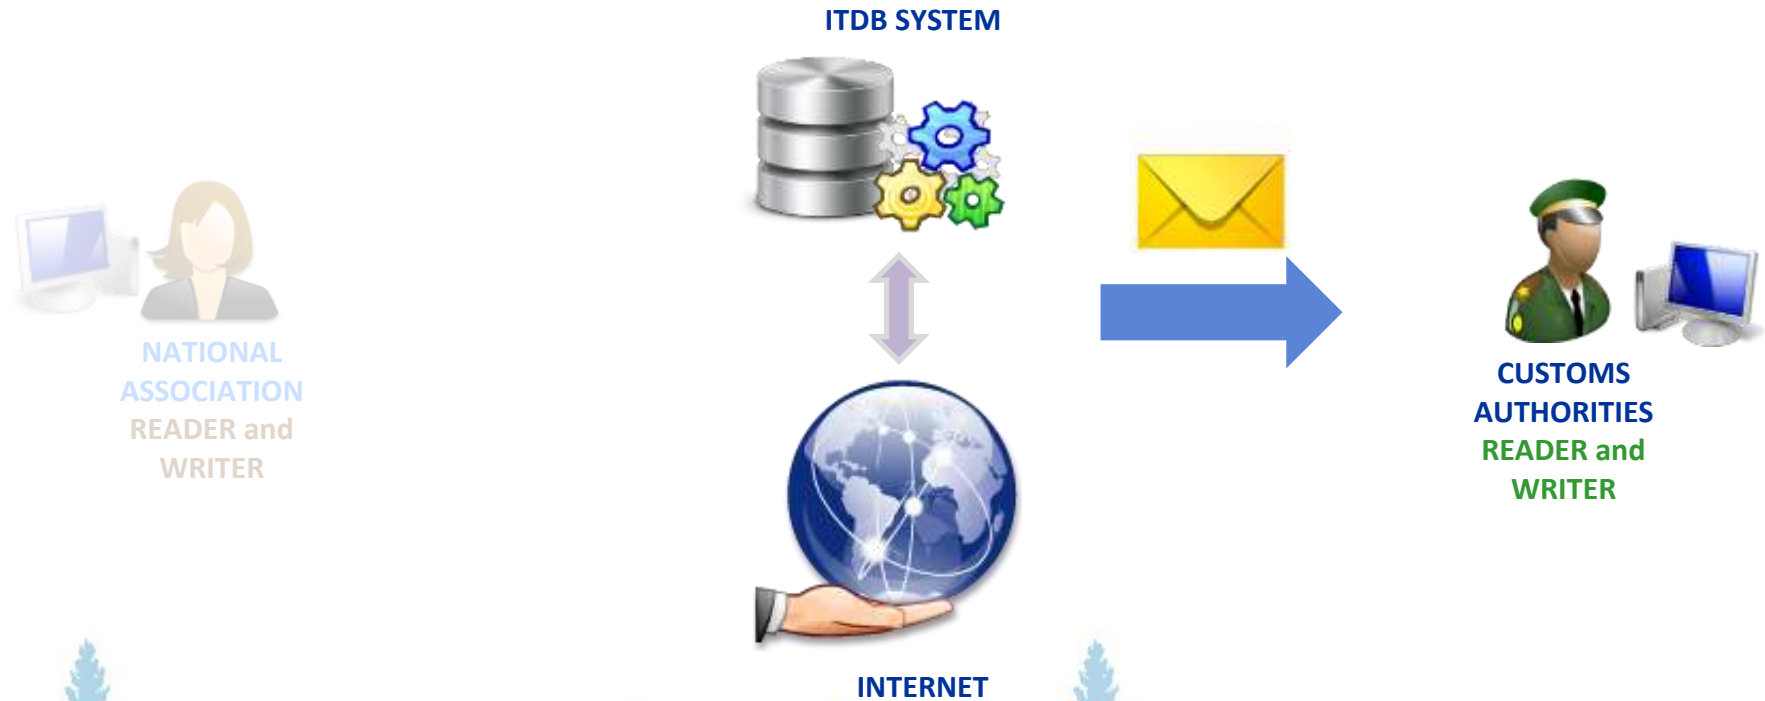 ITDB SYSTEM
NATIONAL
ASSOCIATION
READER and
WRITER
CUSTOMS
AUTHORITIES
READER and
WRITER
INTERNET